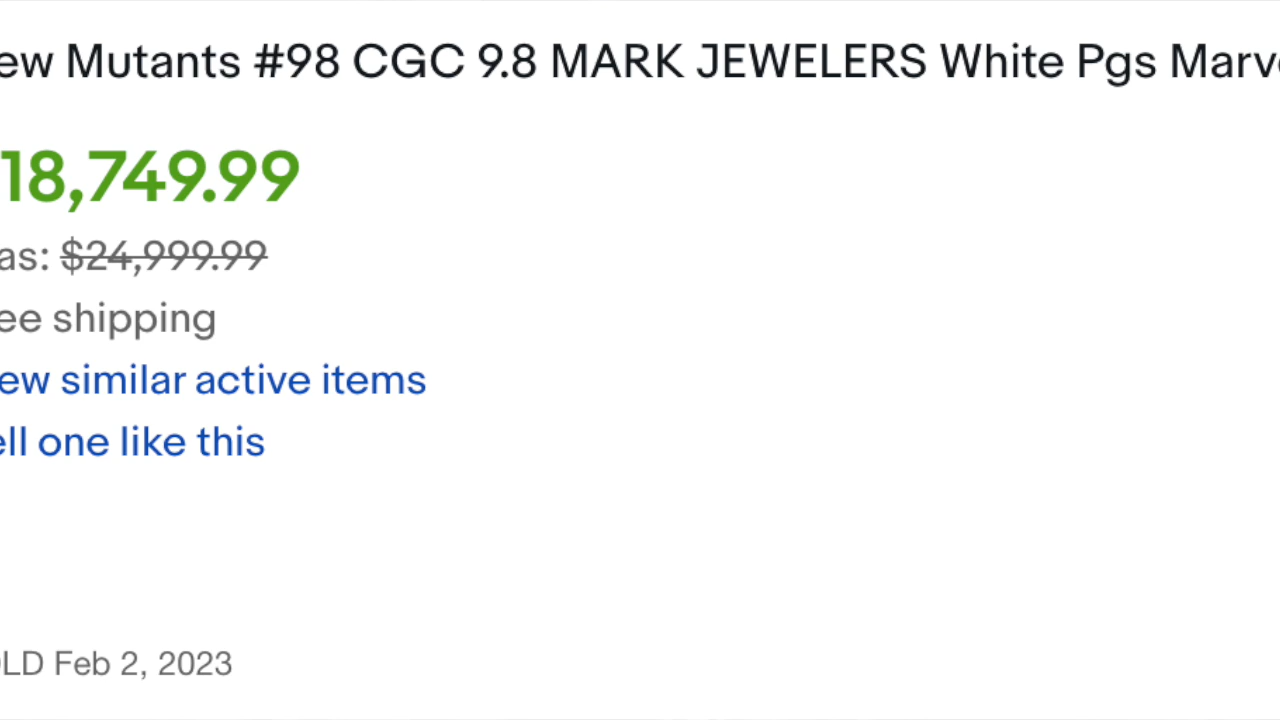 ew Mutants #98 CGC 9.8 MARK JEWELERS White Pgs Marv
18,749.99
as: $24,999.99
ee shipping
ew similar active items
ell one like this
LD Feb 2, 2023